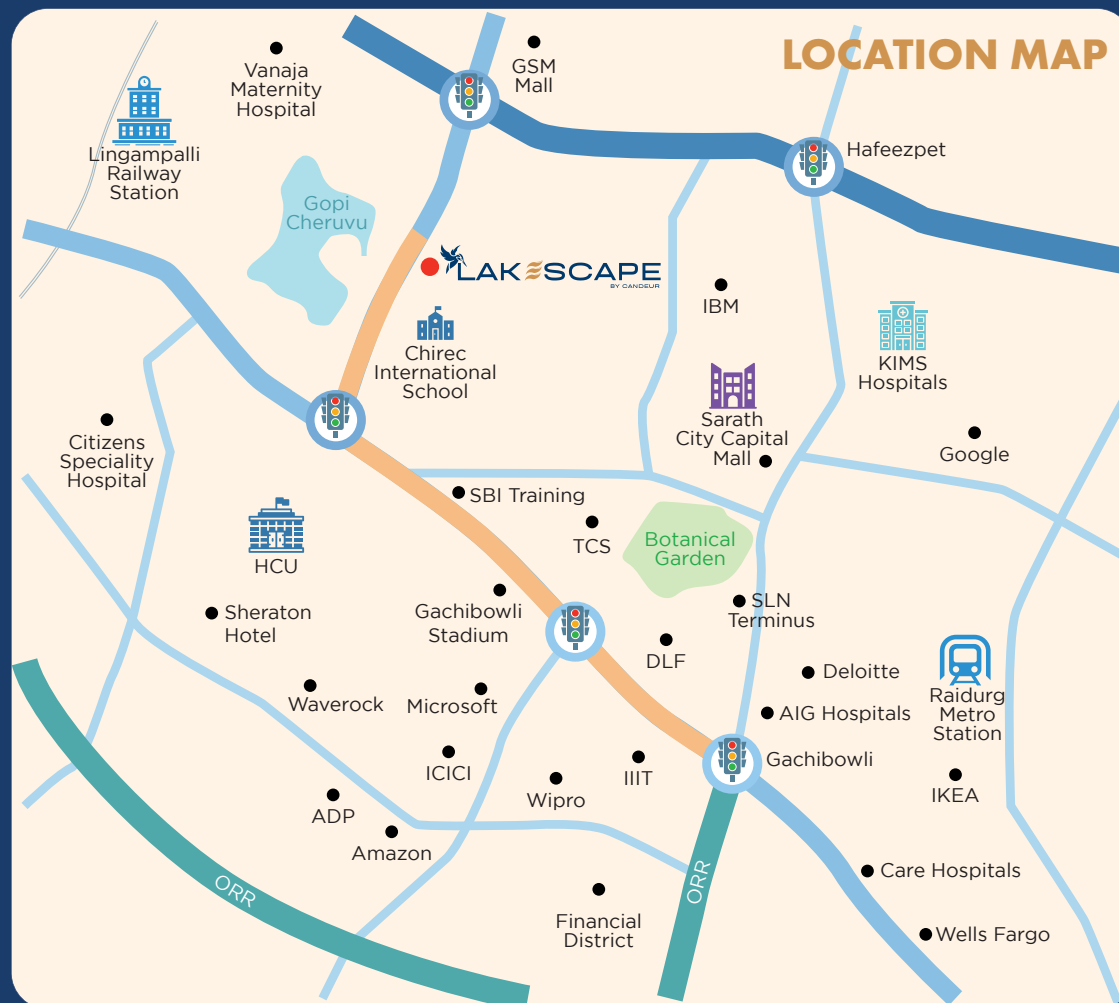 LOCATION MAP
Vanaja
Maternity
Hospital
GSM
Mall
Hafeezpet
Lingampalli
Railway
Station
Gopi
Cheruvu
LAKESCAPE
BY CANDEUR
IBM
Chirec
International
School
KIMS
Hospitals
Sarath
City Capital
Mall
Google
Citizens
Speciality
Hospital
SBI Training
TCS
Botanical
Garden
HCU
Sheraton
Hotel
Gachibowli
Stadium
SLN
Terminus
DLF
Deloitte
Raidurg
Metro
Station
Waverock
Microsoft
AIG Hospitals
Gachibowli
ICICI
Wipro
IIIT
IKEA
ADP
Amazon
ORR
ORR
Care Hospitals
Financial
District
Wells Fargo